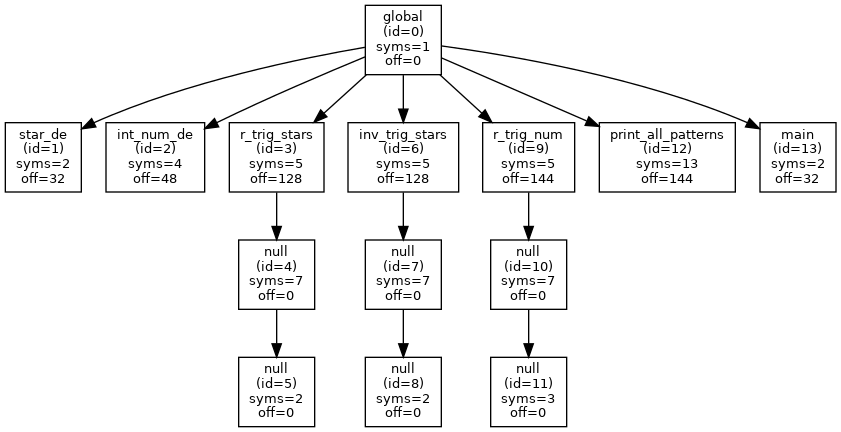 global
(id=0)
syms=1
off=0
star_de
(id=1)
syms=2
off=32
int_num_de
(id=2)
syms=4
off=48
r_trig_stars
(id=3)
syms=5
off=128
inv_trig_stars
(id=6)
syms=5
off=128
r_trig_num
(id=9)
syms=5
off=144
print_all_patterns
(id=12)
syms=13
off=144
main
(id=13)
syms=2
off=32
null
(id=4)
syms=7
off=0
null
(id=7)
syms=7
off=0
null
(id=10)
syms=7
off=0
null
(id=5)
syms=2
off=0
null
(id=8)
syms=2
off=0
null
(id=11)
syms=3
off=0